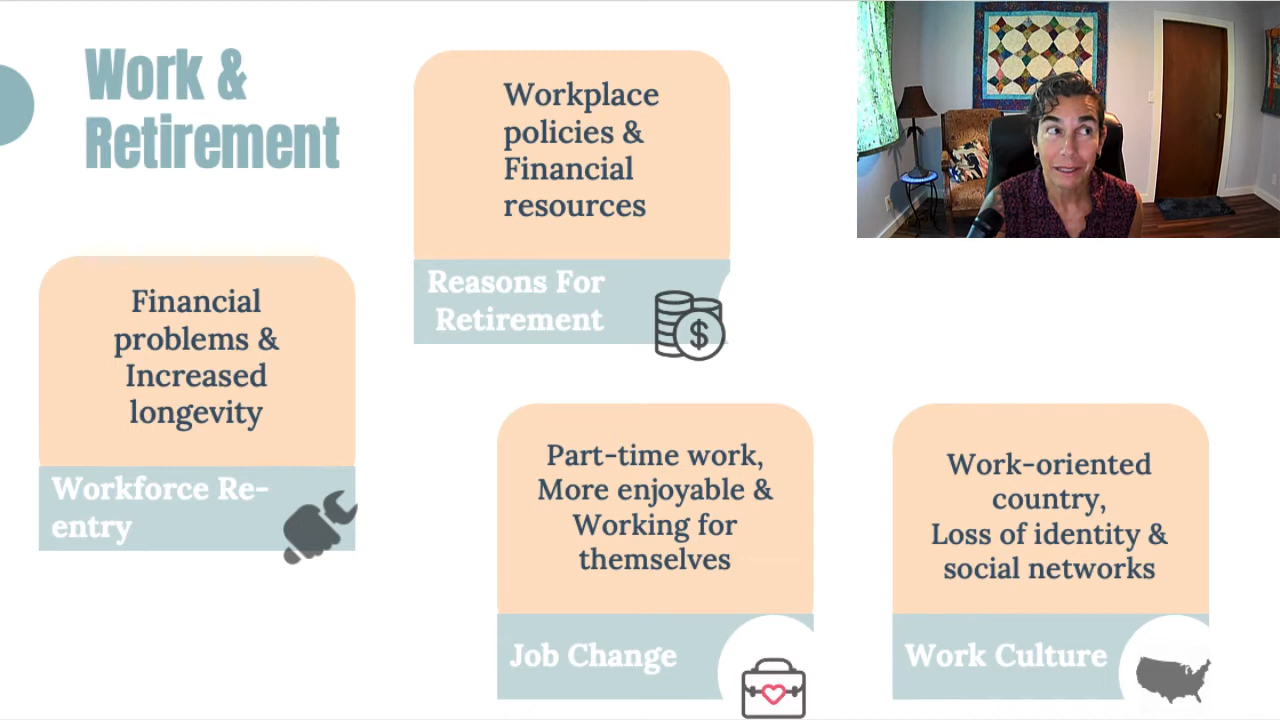 Work &
Retirement
Workplace
policies &
Financial
resources
Reasons For
Retirement
$
Financial
problems &
Increased
longevity
Workforce Re-
entry
Part-time work,
More enjoyable &
Working for
themselves
Job Change
Work-oriented
country,
Loss of identity &
social networks
Work Culture